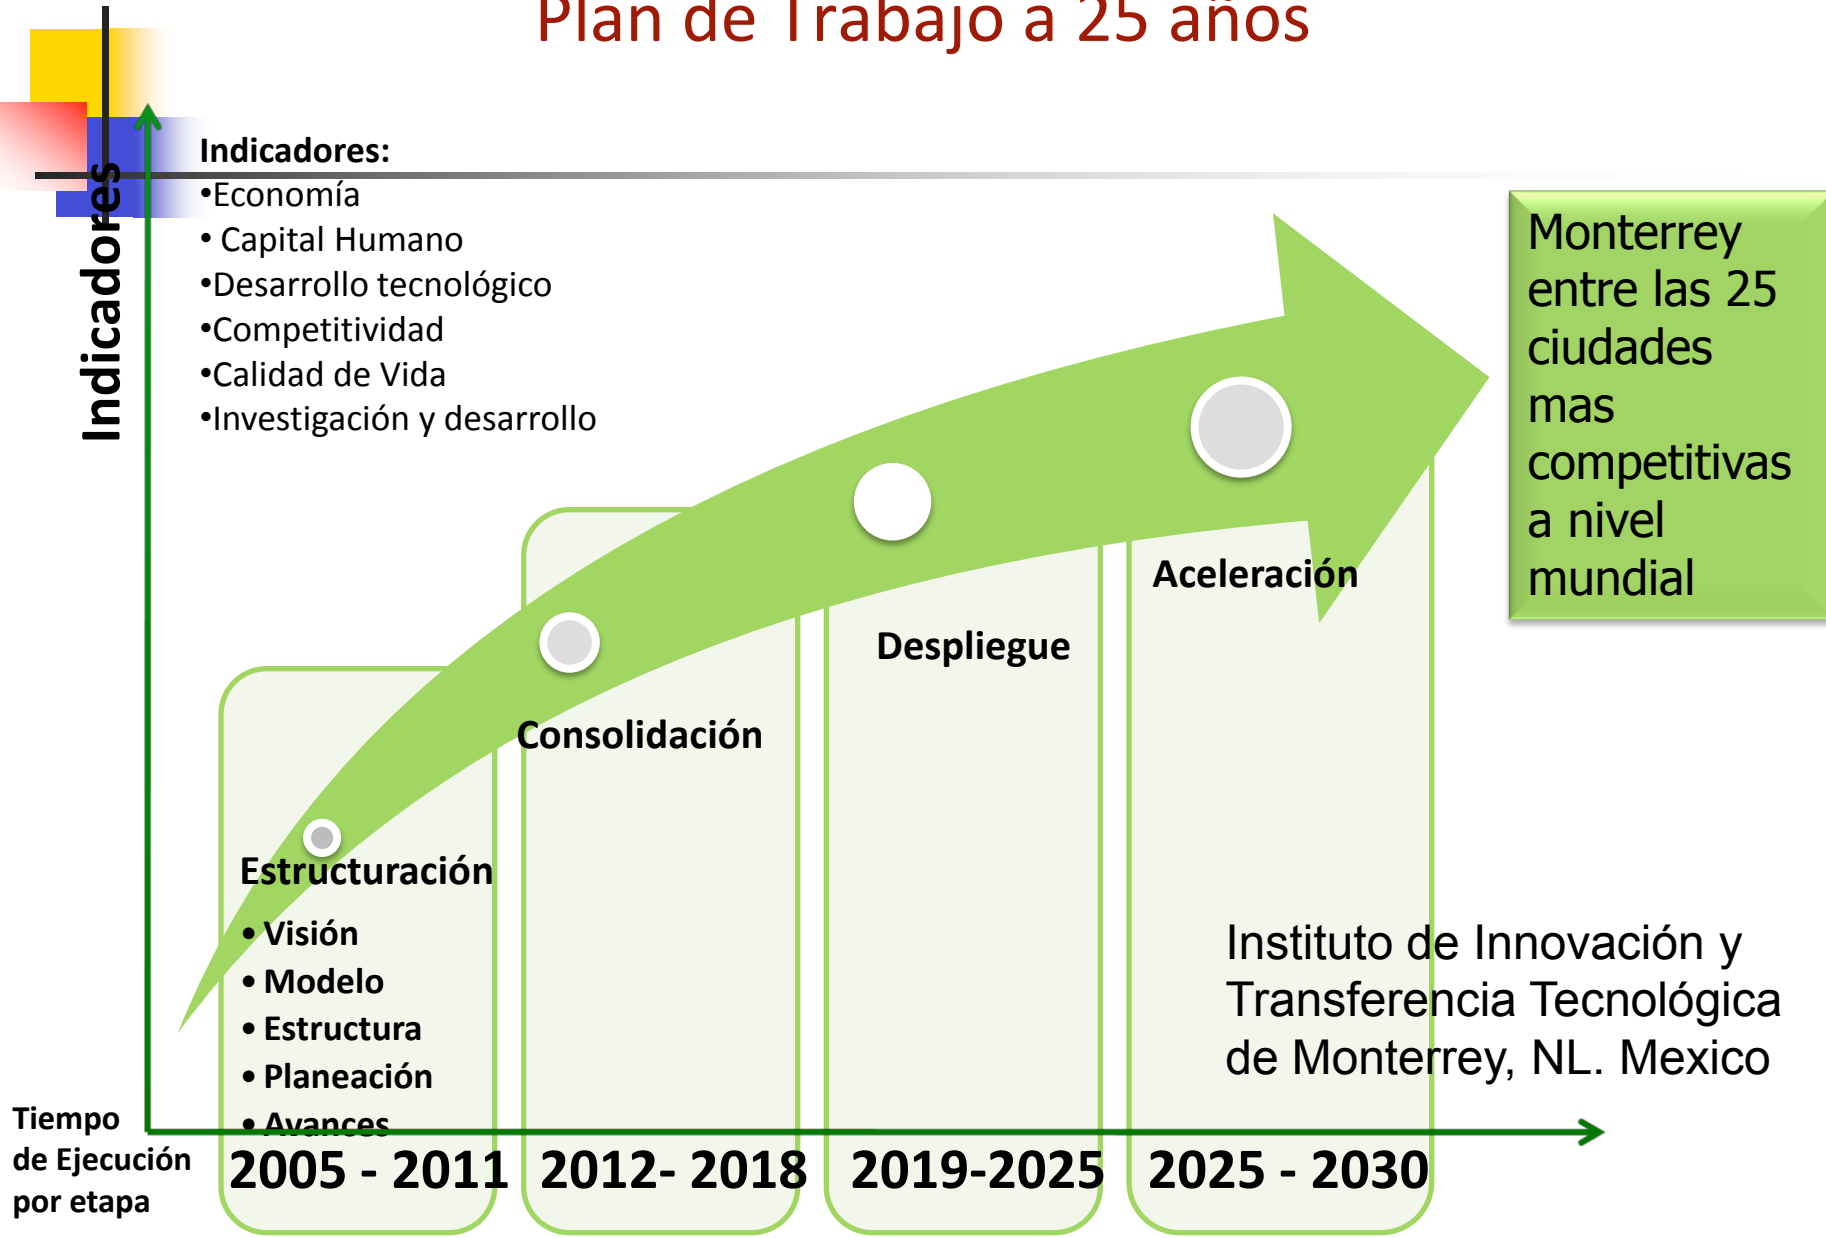 Plan de Trabajo a 25 años
Indicadores
Indicadores:
•Economía
• Capital Humano
•Desarrollo tecnológico
•Competitividad
•Calidad de Vida
•Investigación y desarrollo
Monterrey
entre las 25
ciudades
mas
competitivas
a nivel
mundial
Aceleración
Despliegue
Consolidación
Estructuración
• Visión
• Modelo
• Estructura
• Planeación
• Avances
Instituto de Innovación y
Transferencia Tecnológica
de Monterrey, NL. Mexico
Tiempo
de Ejecución
por etapa
2005 - 2011
2012- 2018
2019-2025
2025 - 2030